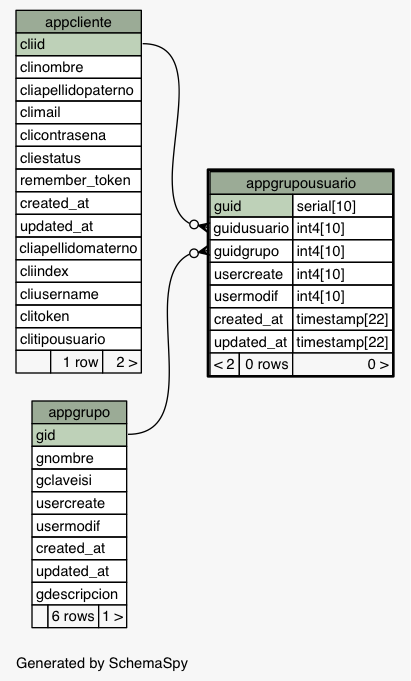 appcliente
cliid
clinombre
cliapellidopaterno
climail
clicontrasena
cliestatus
remember_token
created_at
updated_at
cliapellidomaterno
cliindex
cliusername
clitoken
clitipousuario
1 row 2 >
appgrupousuario
guid serial[10]
guidusuario int4[10]
guidgrupo int4[10]
usercreate int4[10]
usermodif int4[10]
created_at timestamp[22]
updated_at timestamp[22]
< 2 0 rows 0 >
appgrupo
gid
gnombre
gclaveisi
usercreate
usermodif
created_at
updated_at
gdescripcion
6 rows 1 >
Generated by SchemaSpy